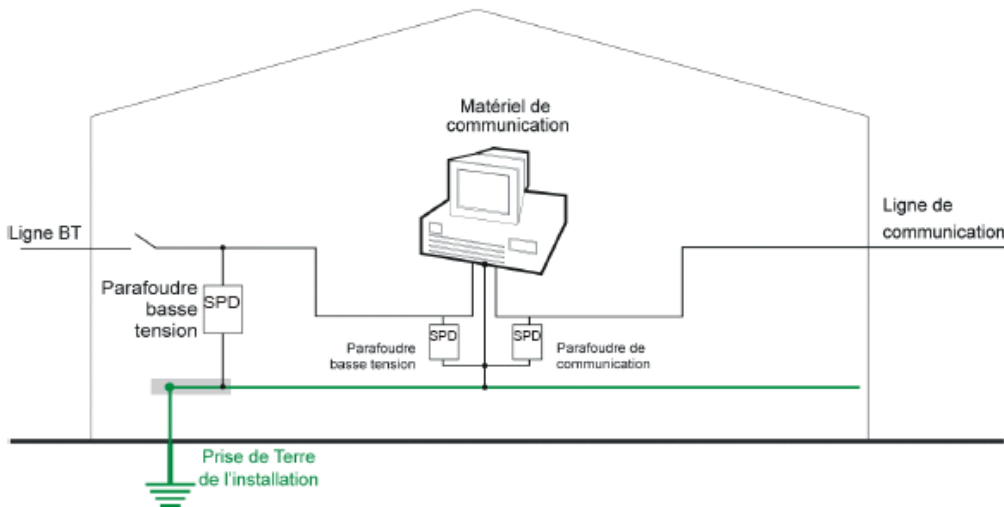 Matériel de
communication
Ligne BT
Ligne de
communication
Parafoudre
basse
tension
SPD
SPD
SPD
Parafoudre
basse tension
Parafoudre de
communication
Prise de Terre
de l'installation